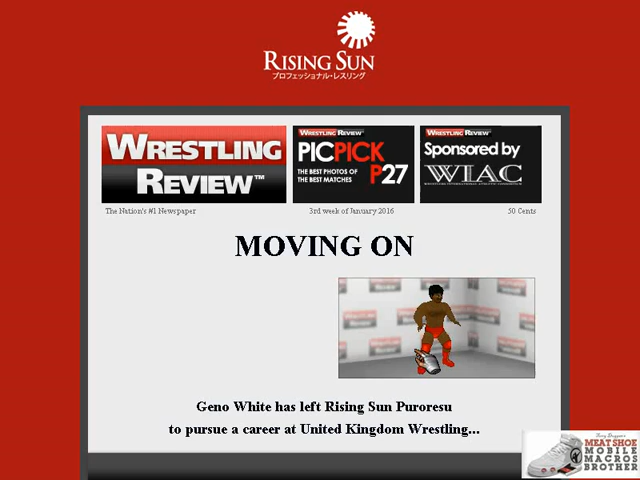 RISING SUN
プロフェッショナル・レスリング
WRESTLING
REVIEW™
WRESTLING REVIEW
PICPICK
THE BEST PHOTOS OF
THE BEST MATCHES
P27
WRESTLING REVIEW
Sponsored by
WIAC
The Nation's #1 Newspaper
3rd week of January 2016
50 Cents
MOVING ON
Geno White has left Rising Sun Puroresu
to pursue a career at United Kingdom Wrestling...
MEAT SHOE
MOBILE
MACROS
BROTHER